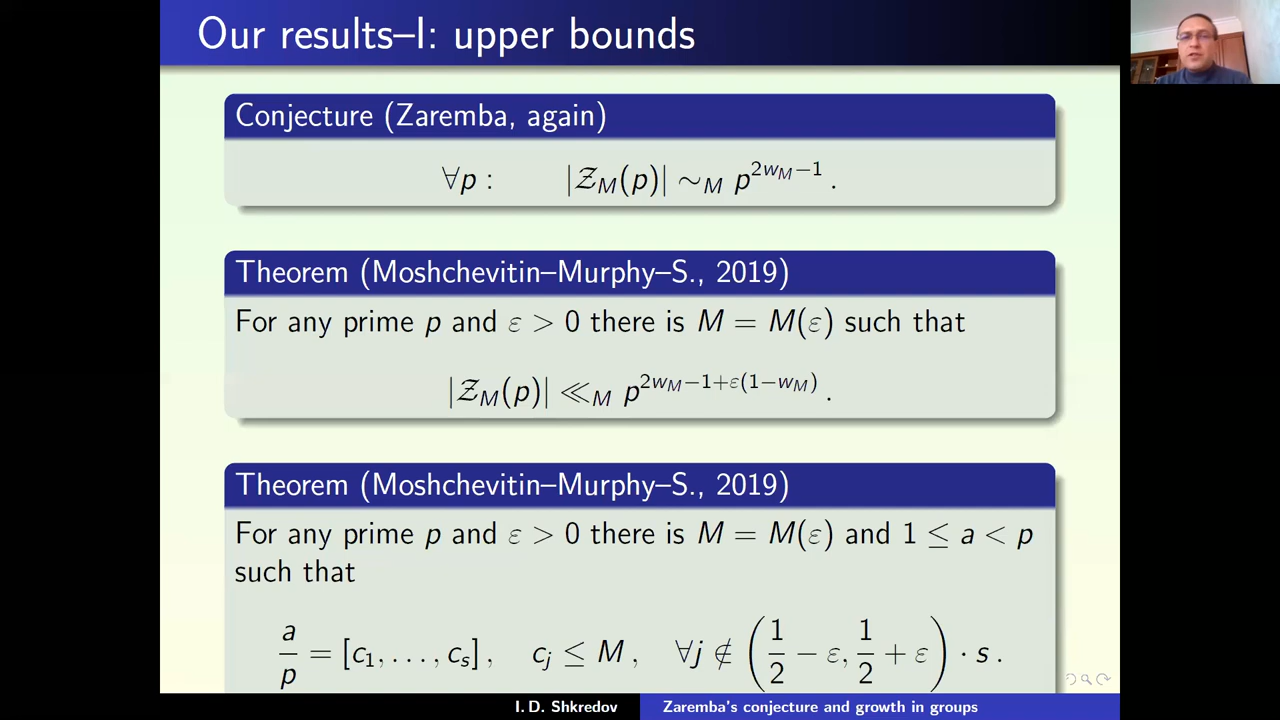 Our results–I: upper bounds
Conjecture (Zaremba, again)
∀p : |𝒵_M(p)| ∼_M p^{2w_M−1} .
Theorem (Moshchevitin–Murphy–S., 2019)
For any prime p and ε > 0 there is M = M(ε) such that
|𝒵_M(p)| ≪_M p^{2w_M−1+ε(1−w_M)} .
Theorem (Moshchevitin–Murphy–S., 2019)
For any prime p and ε > 0 there is M = M(ε) and 1 ≤ a < p
such that
a/p = [c_1, . . . , c_s] , c_j ≤ M , ∀j ∉ (1/2 − ε, 1/2 + ε) · s .
I. D. Shkredov Zaremba's conjecture and growth in groups